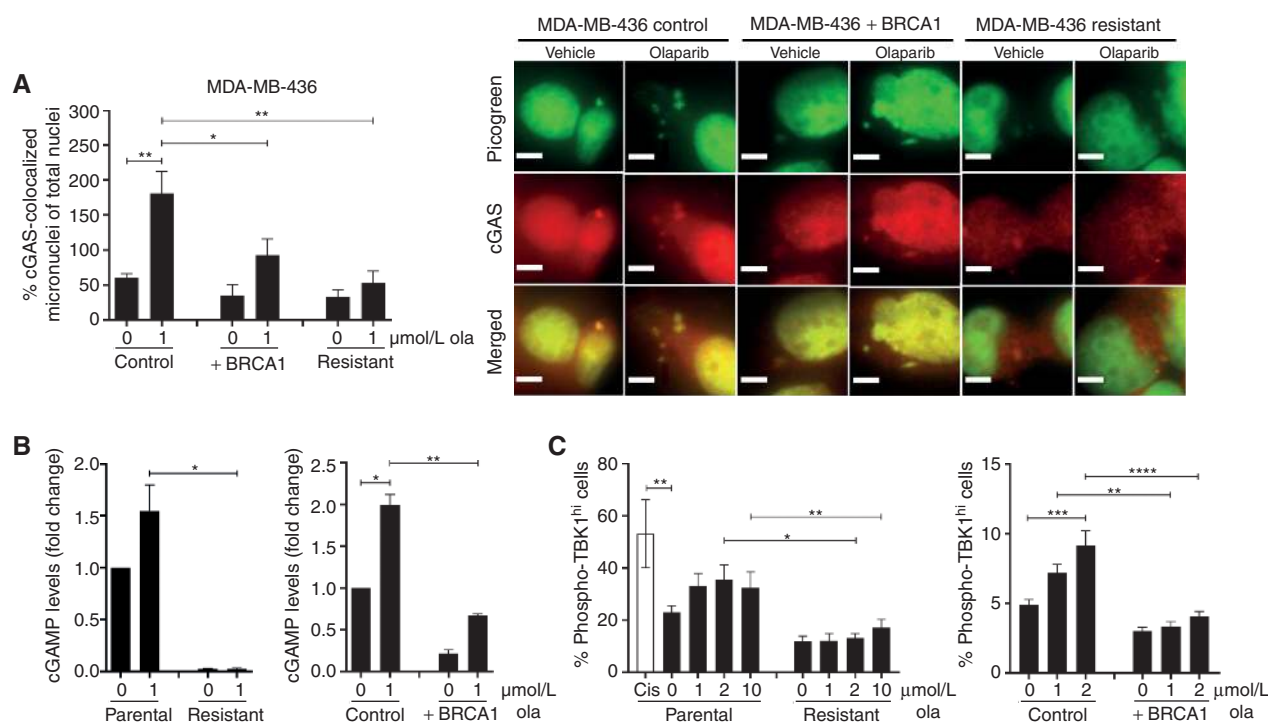 A
MDA-MB-436
% cGAS-colocalized
micronuclei of total nuclei
300
250
200
150
100
50
0
**
*
**
0 1 0 1 0 1 μmol/L ola
Control + BRCA1 Resistant
MDA-MB-436 control MDA-MB-436 + BRCA1 MDA-MB-436 resistant
Vehicle Olaparib Vehicle Olaparib Vehicle Olaparib
Picogreen
cGAS
Merged
B
cGAMP levels (fold change)
2.0
1.5
1.0
0.5
0.0
*
0 1 0 1
Parental Resistant
cGAMP levels (fold change)
2.5
2.0
1.5
1.0
0.5
0.0
**
*
0 1 0 1 μmol/L
Control + BRCA1 ola
C
% Phospho-TBK1hi cells
80
60
40
20
0
**
**
*
Cis 0 1 2 10 0 1 2 10 μmol/L
Parental Resistant ola
% Phospho-TBK1hi cells
15
10
5
0
****
**
***
0 1 2 0 1 2 μmol/L
Control + BRCA1 ola